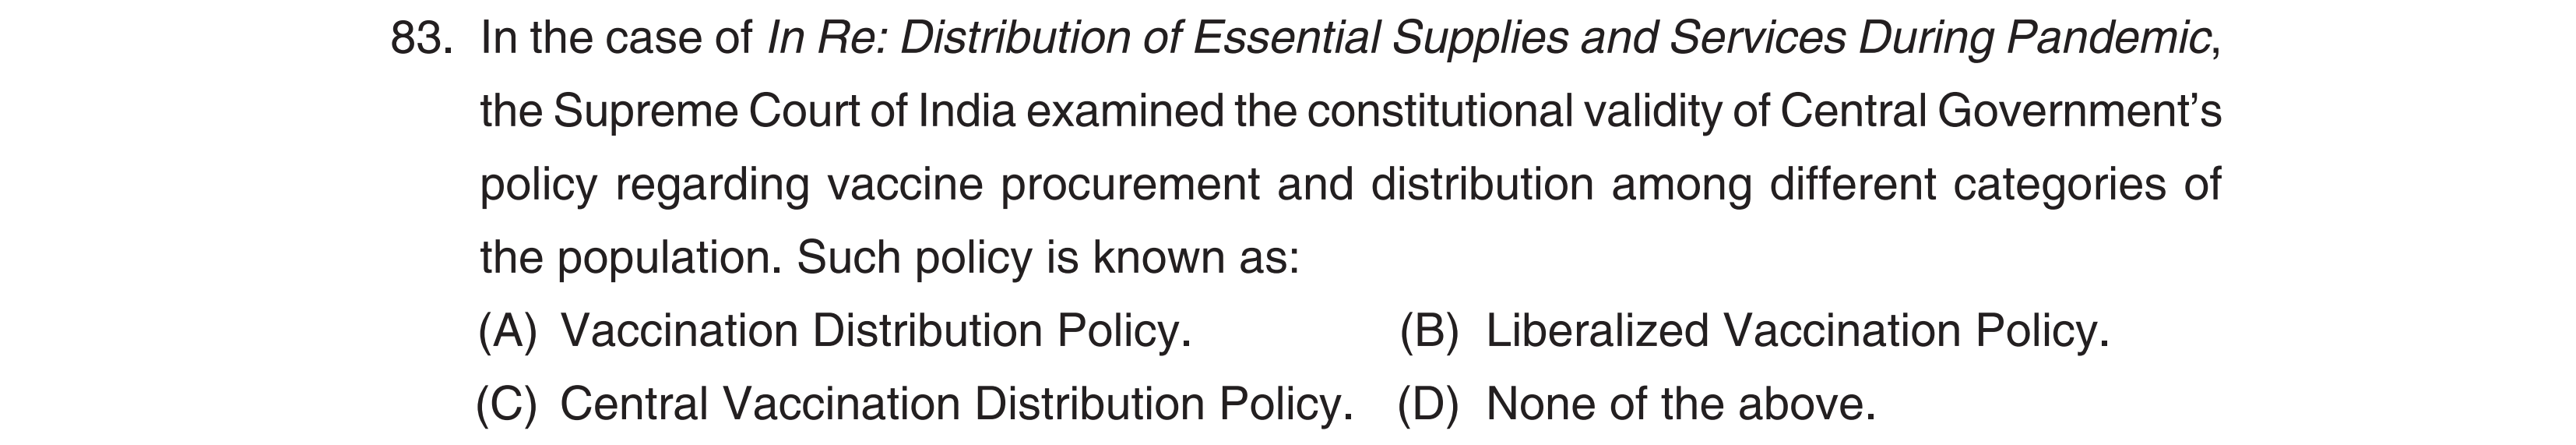 83. In the case of In Re: Distribution of Essential Supplies and Services During Pandemic,
the Supreme Court of India examined the constitutional validity of Central Government’s
policy regarding vaccine procurement and distribution among different categories of
the population. Such policy is known as:
(A) Vaccination Distribution Policy. (B) Liberalized Vaccination Policy.
(C) Central Vaccination Distribution Policy. (D) None of the above.